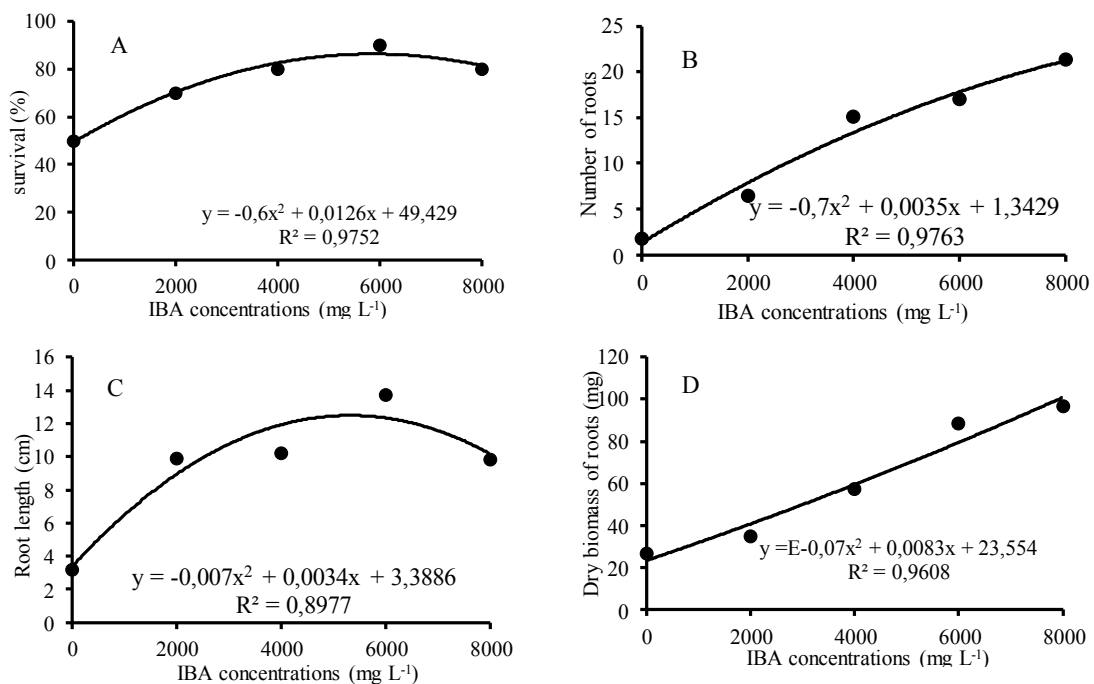 A
survival (%)
100
80
60
40
20
0
y = -0,6x² + 0,0126x + 49,429
R² = 0,9752
0 2000 4000 6000 8000
IBA concentrations (mg L⁻¹)
B
Number of roots
25
20
15
10
5
0
y = -0,7x² + 0,0035x + 1,3429
R² = 0,9763
0 2000 4000 6000 8000
IBA concentrations (mg L⁻¹)
C
Root length (cm)
16
14
12
10
8
6
4
2
0
y = -0,007x² + 0,0034x + 3,3886
R² = 0,8977
0 2000 4000 6000 8000
IBA concentrations (mg L⁻¹)
D
Dry biomass of roots (mg)
120
100
80
60
40
20
0
y =E-0,07x² + 0,0083x + 23,554
R² = 0,9608
0 2000 4000 6000 8000
IBA concentrations (mg L⁻¹)